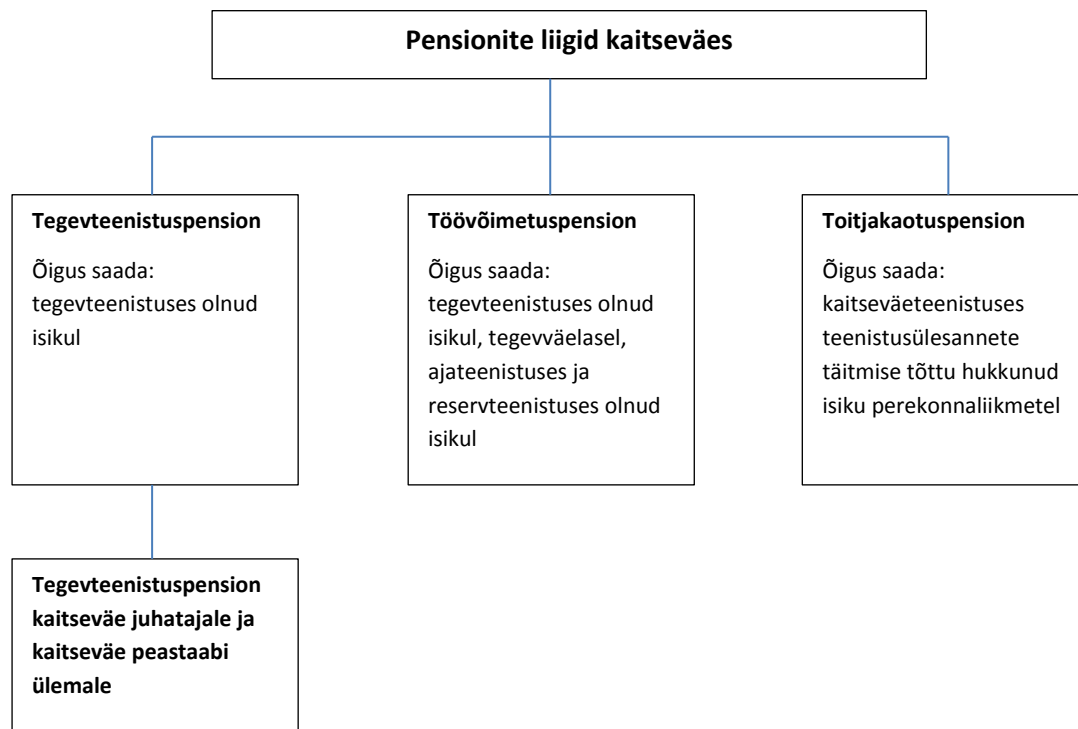 Pensionite liigid kaitseväes
Tegevteenistuspension
Õigus saada:
tegevteenistuses olnud
isikul
Töövõimetuspension
Õigus saada:
tegevteenistuses olnud
isikul, tegevväelasel,
ajateenistuses ja
reservteenistuses olnud
isikul
Toitjakaotuspension
Õigus saada:
kaitseväeteenistuses
teenistusülesannete
täitmise tõttu hukkunud
isiku perekonnaliikmetel
Tegevteenistuspension
kaitseväe juhatajale ja
kaitseväe peastaabi
ülemale